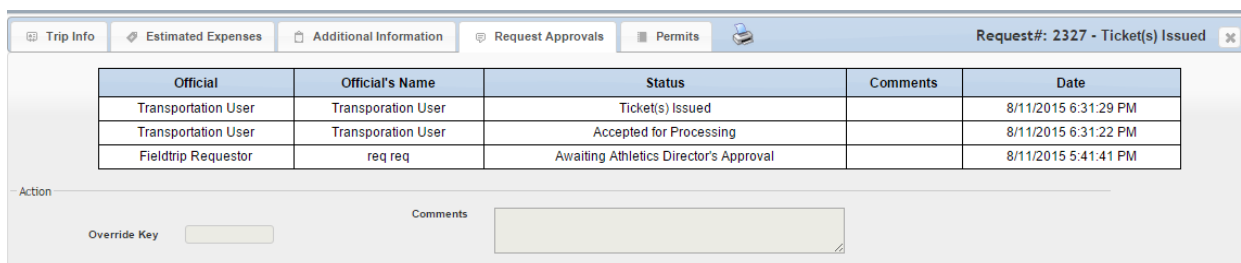 Trip Info Estimated Expenses Additional Information Request Approvals Permits Request#: 2327 - Ticket(s) Issued
Official Official's Name Status Comments Date
Transportation User Transporation User Ticket(s) Issued 8/11/2015 6:31:29 PM
Transportation User Transporation User Accepted for Processing 8/11/2015 6:31:22 PM
Fieldtrip Requestor req req Awaiting Athletics Director's Approval 8/11/2015 5:41:41 PM
Action
Comments
Override Key